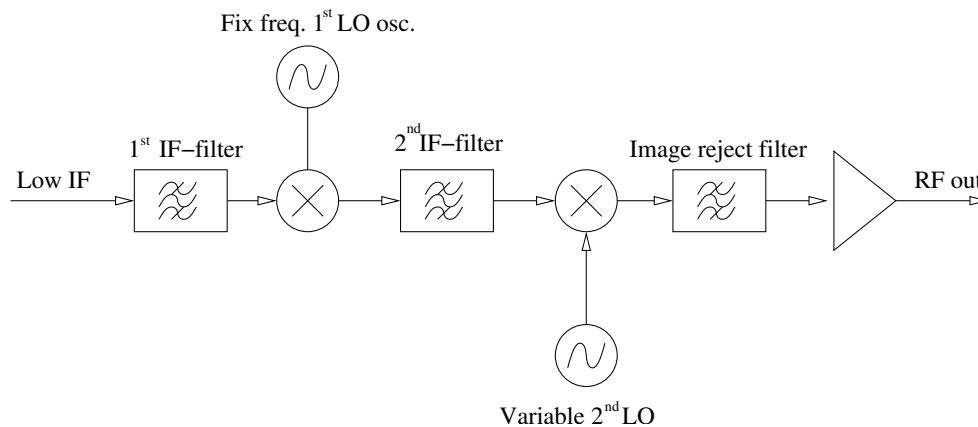 Fix freq. 1st LO osc.
1st IF−filter
2nd IF−filter
Image reject filter
Low IF
RF out
Variable 2nd LO